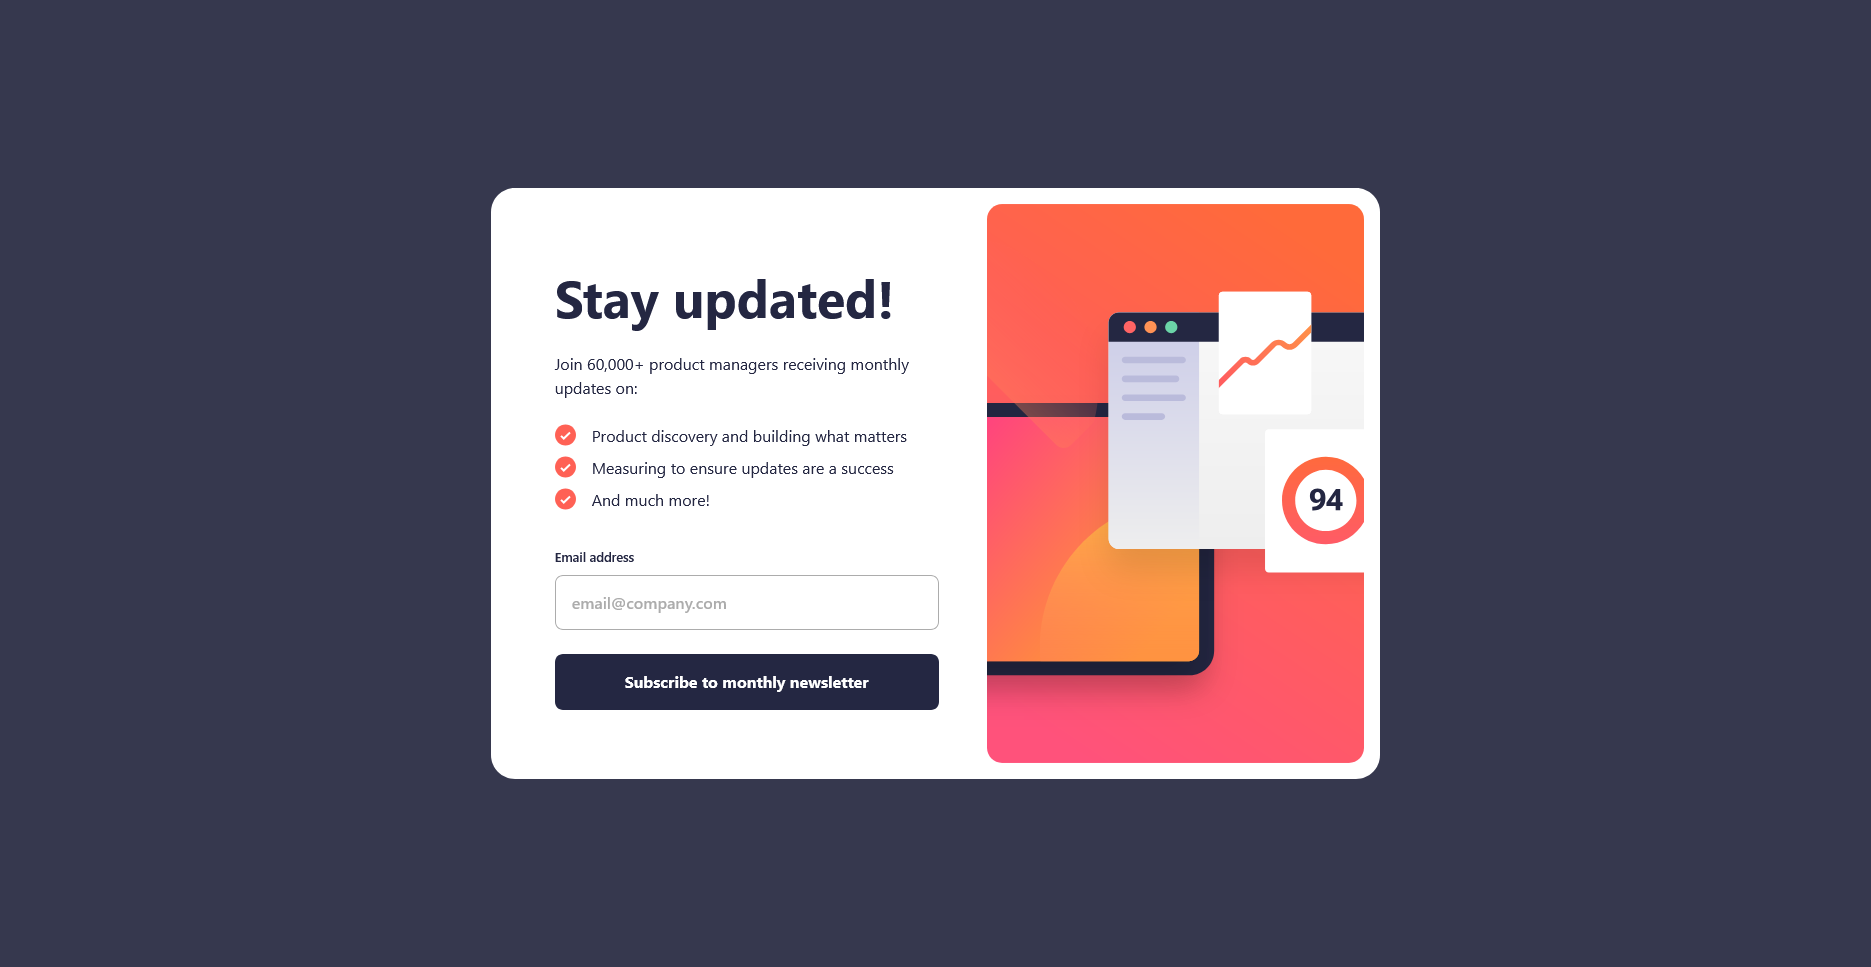 Stay updated!
Join 60,000+ product managers receiving monthly
updates on:
Product discovery and building what matters
Measuring to ensure updates are a success
And much more!
Email address
email@company.com
Subscribe to monthly newsletter
94